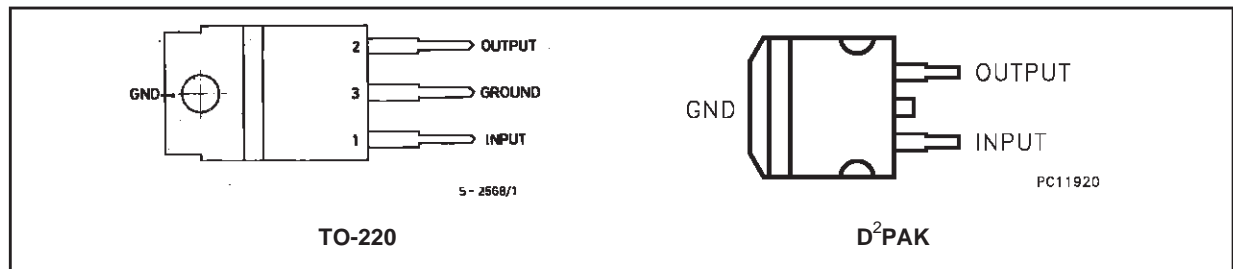 2 OUTPUT
GND
3 GROUND
1 INPUT
S-2568/1
TO-220
OUTPUT
GND
INPUT
PC11920
D²PAK